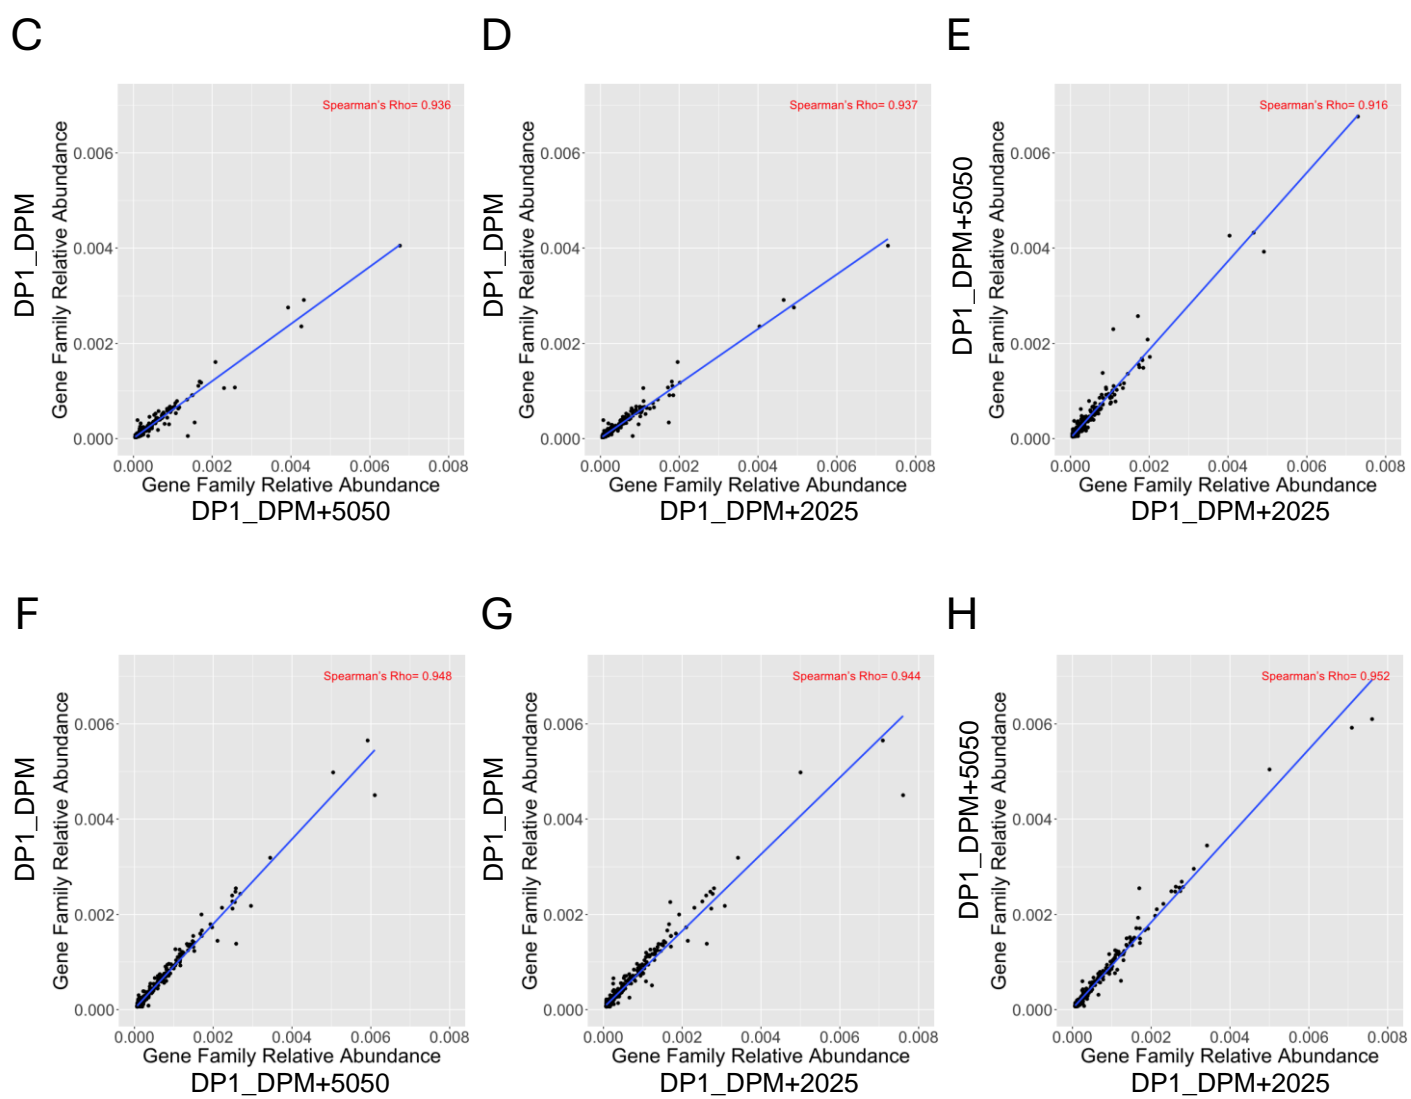 C
D
E
Spearman's Rho= 0.936
Spearman's Rho= 0.937
Spearman's Rho= 0.916
DP1_DPM
Gene Family Relative Abundance
0.006
0.004
0.002
0.000
0.000 0.002 0.004 0.006 0.008
Gene Family Relative Abundance
DP1_DPM+5050
DP1_DPM
Gene Family Relative Abundance
0.006
0.004
0.002
0.000
0.000 0.002 0.004 0.006 0.008
Gene Family Relative Abundance
DP1_DPM+2025
DP1_DPM+5050
Gene Family Relative Abundance
0.006
0.004
0.002
0.000
0.000 0.002 0.004 0.006 0.008
Gene Family Relative Abundance
DP1_DPM+2025
F
G
H
Spearman's Rho= 0.948
Spearman's Rho= 0.944
Spearman's Rho= 0.952
DP1_DPM
Gene Family Relative Abundance
0.006
0.004
0.002
0.000
0.000 0.002 0.004 0.006 0.008
Gene Family Relative Abundance
DP1_DPM+5050
DP1_DPM
Gene Family Relative Abundance
0.006
0.004
0.002
0.000
0.000 0.002 0.004 0.006 0.008
Gene Family Relative Abundance
DP1_DPM+2025
DP1_DPM+5050
Gene Family Relative Abundance
0.006
0.004
0.002
0.000
0.000 0.002 0.004 0.006 0.008
Gene Family Relative Abundance
DP1_DPM+2025